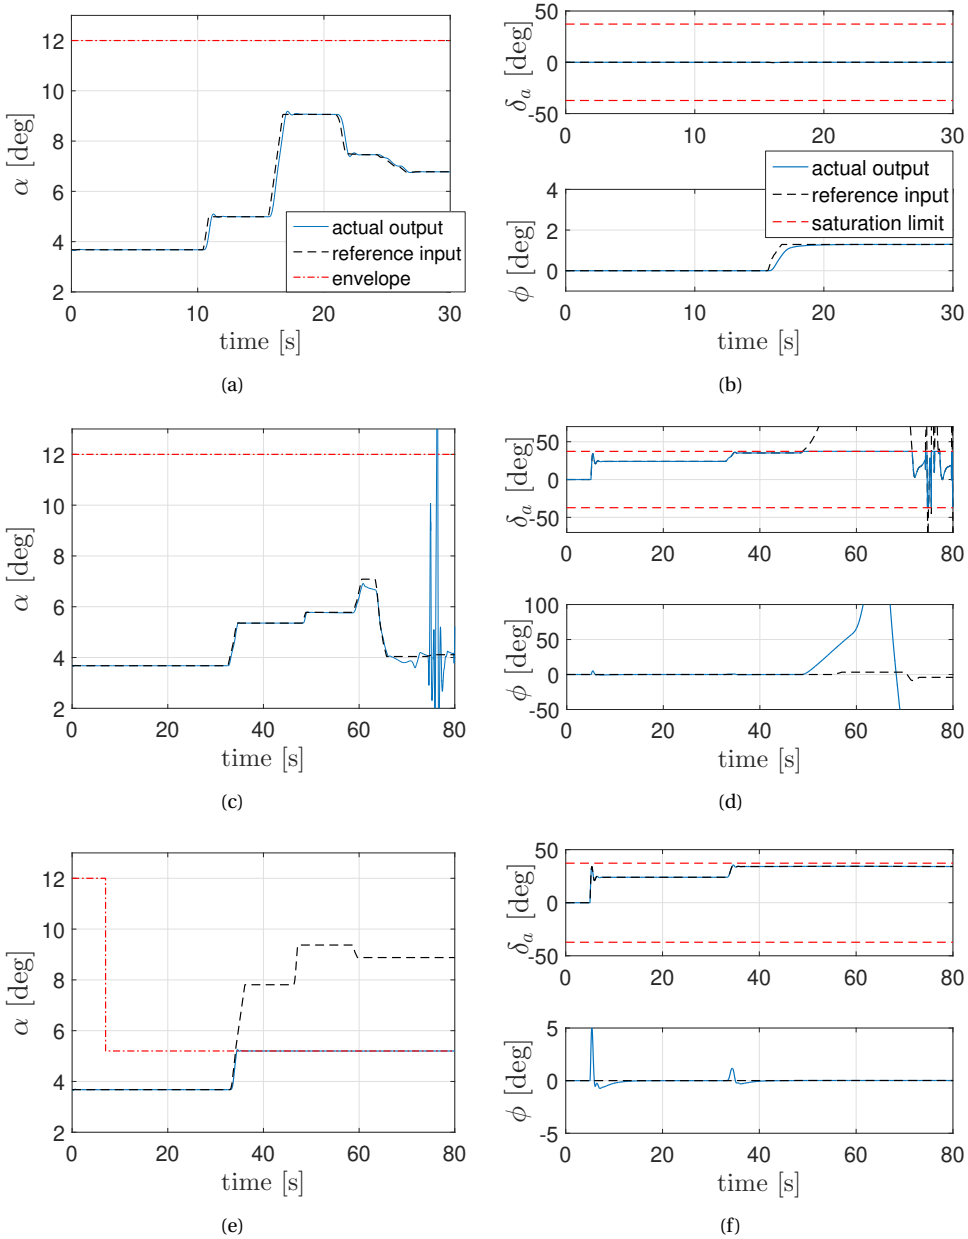 12
10
8
6
4
2
α [deg]
0
10
20
30
time [s]
actual output
reference input
envelope
(a)
50
0
-50
δa [deg]
0
10
20
30
actual output
reference input
saturation limit
4
2
0
ϕ [deg]
0
10
20
30
time [s]
(b)
12
10
8
6
4
2
α [deg]
0
20
40
60
80
time [s]
(c)
50
0
-50
δa [deg]
0
20
40
60
80
100
50
0
-50
ϕ [deg]
0
20
40
60
80
time [s]
(d)
12
10
8
6
4
2
α [deg]
0
20
40
60
80
time [s]
(e)
50
0
-50
δa [deg]
0
20
40
60
80
5
0
-5
ϕ [deg]
0
20
40
60
80
time [s]
(f)